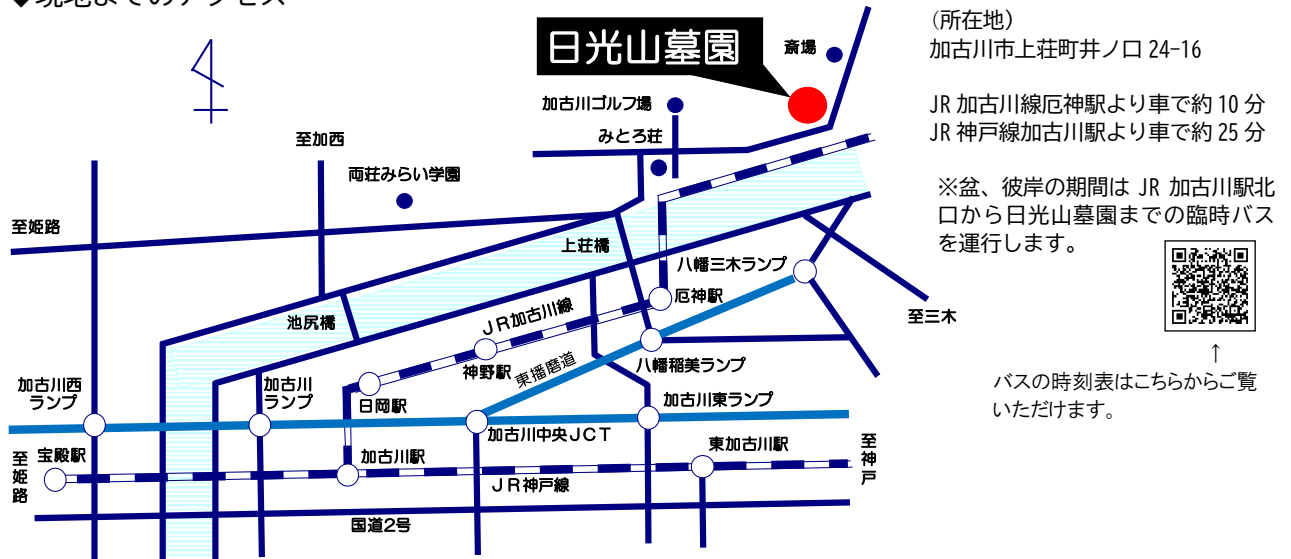 ◆現地までのアクセス
日光山墓園
斎場
加古川ゴルフ場
みとろ荘
至加西
両荘みらい学園
至姫路
上荘橋
八幡三木ランプ
厄神駅
至三木
池尻橋
JR加古川線
神野駅
東播磨道
八幡稲美ランプ
加古川西
ランプ
加古川
ランプ
日岡駅
加古川東ランプ
加古川中央JCT
至姫路
宝殿駅
加古川駅
東加古川駅
至神戸
JR神戸線
国道2号
(所在地)
加古川市上荘町井ノ口 24-16
JR 加古川線厄神駅より車で約 10 分
JR 神戸線加古川駅より車で約 25 分
※盆、彼岸の期間は JR 加古川駅北
口から日光山墓園までの臨時バス
を運行します。
↑
バスの時刻表はこちらからご覧
いただけます。